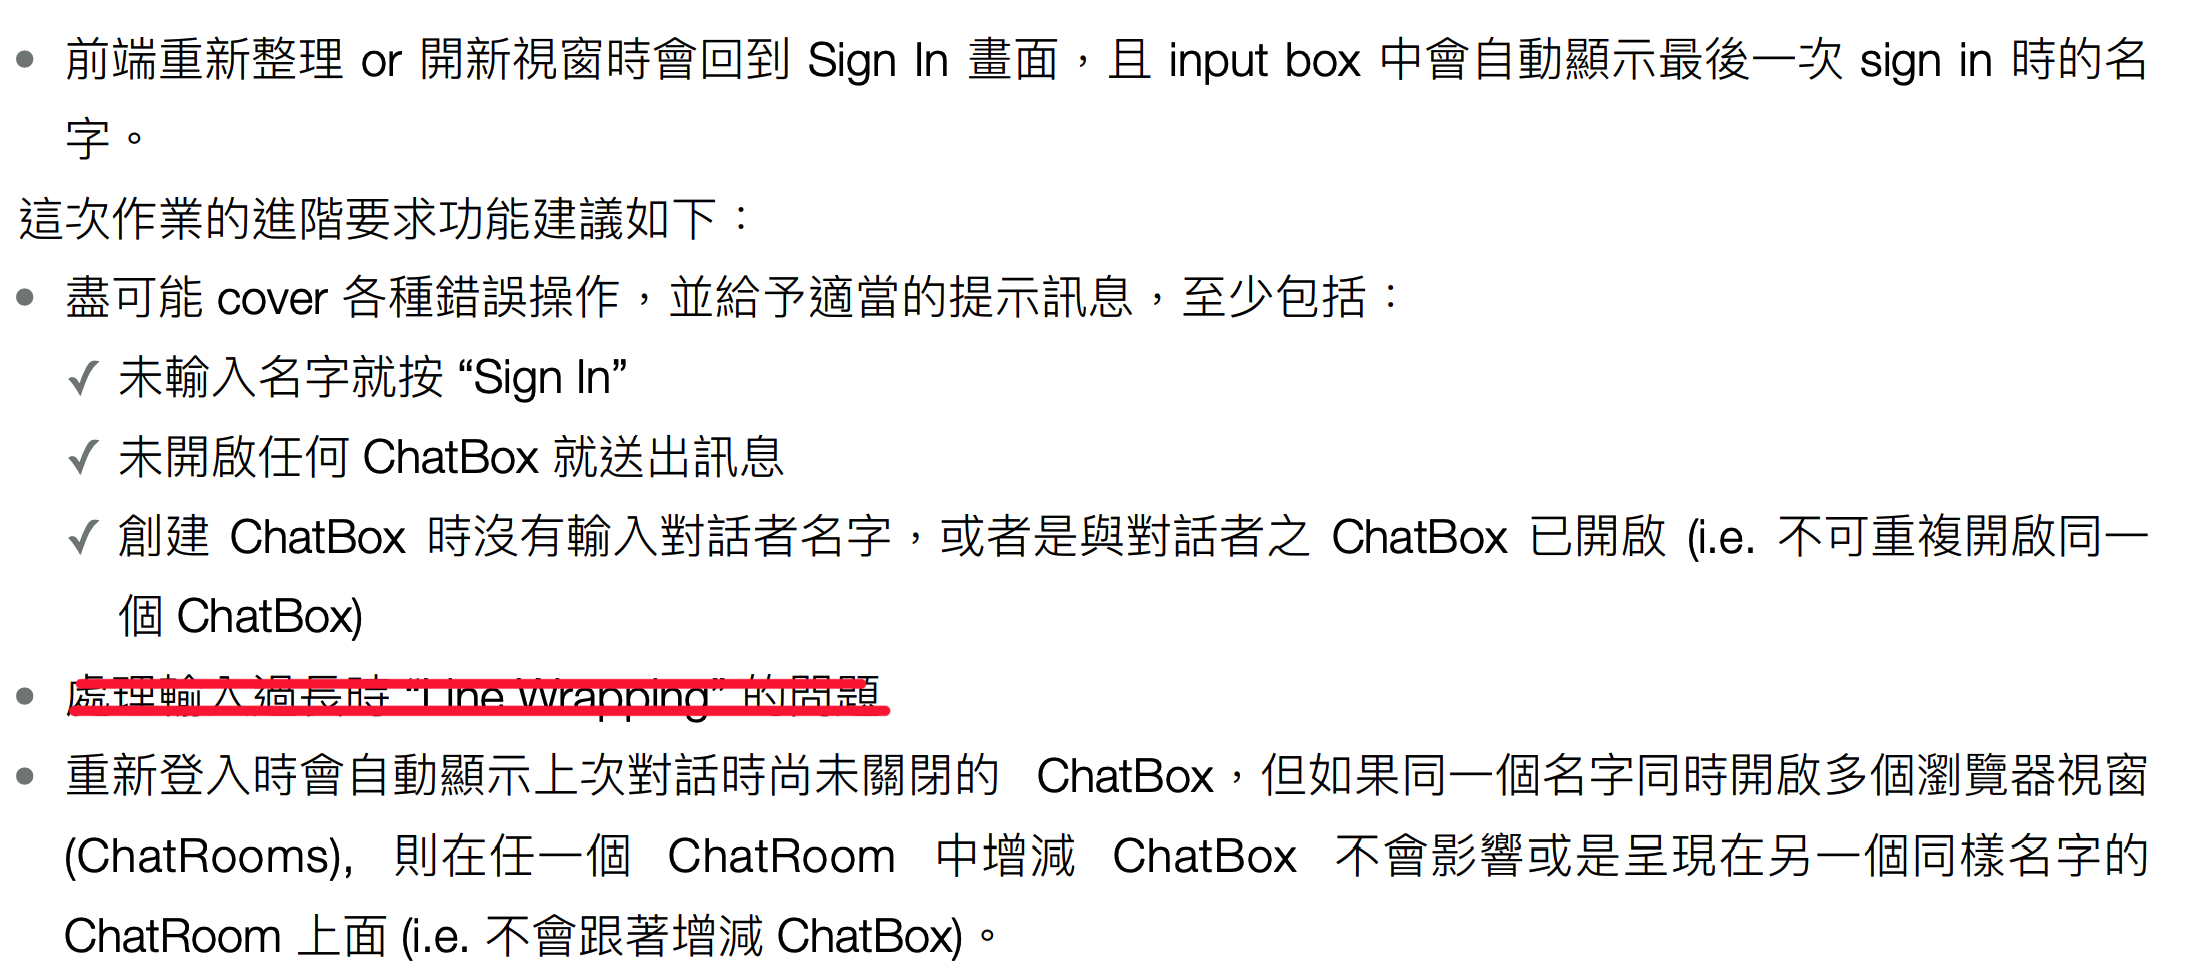 • 前端重新整理 or 開新視窗時會回到 Sign In 畫面，且 input box 中會自動顯示最後一次 sign in 時的名
字。
這次作業的進階要求功能建議如下：
• 盡可能 cover 各種錯誤操作，並給予適當的提示訊息，至少包括：
✓ 未輸入名字就按 “Sign In”
✓ 未開啟任何 ChatBox 就送出訊息
✓ 創建 ChatBox 時沒有輸入對話者名字，或者是與對話者之 ChatBox 已開啟 (i.e. 不可重複開啟同一
個 ChatBox)
• 處理輸入過長時 “Line Wrapping” 的問題
• 重新登入時會自動顯示上次對話時尚未關閉的 ChatBox，但如果同一個名字同時開啟多個瀏覽器視窗
(ChatRooms), 則在任一個 ChatRoom 中增減 ChatBox 不會影響或是呈現在另一個同樣名字的
ChatRoom 上面 (i.e. 不會跟著增減 ChatBox)。